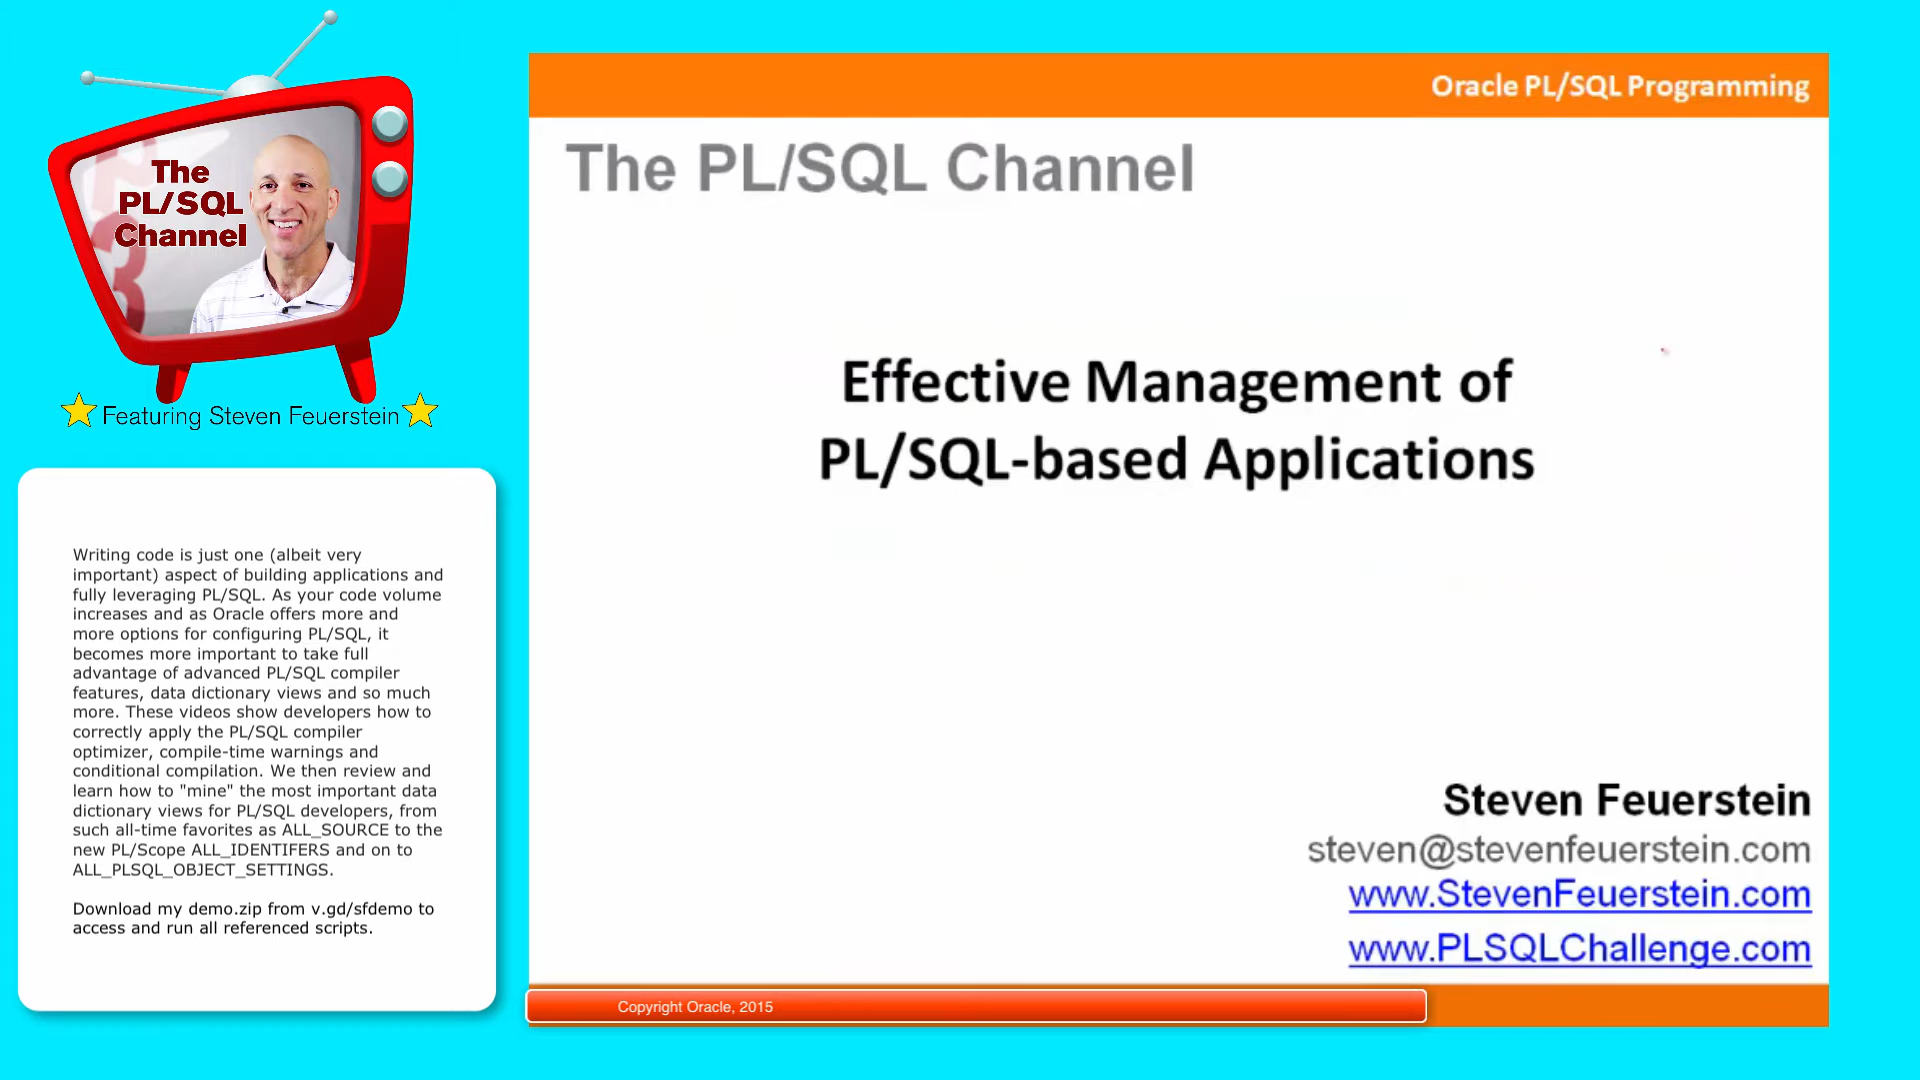 The
PL/SQL
Channel
Featuring Steven Feuerstein
Writing code is just one (albeit very
important) aspect of building applications and
fully leveraging PL/SQL. As your code volume
increases and as Oracle offers more and
more options for configuring PL/SQL, it
becomes more important to take full
advantage of advanced PL/SQL compiler
features, data dictionary views and so much
more. These videos show developers how to
correctly apply the PL/SQL compiler
optimizer, compile-time warnings and
conditional compilation. We then review and
learn how to "mine" the most important data
dictionary views for PL/SQL developers, from
such all-time favorites as ALL_SOURCE to the
new PL/Scope ALL_IDENTIFERS and on to
ALL_PLSQL_OBJECT_SETTINGS.
Download my demo.zip from v.gd/sfdemo to
access and run all referenced scripts.
Oracle PL/SQL Programming
The PL/SQL Channel
Effective Management of
PL/SQL-based Applications
Steven Feuerstein
steven@stevenfeuerstein.com
www.StevenFeuerstein.com
www.PLSQLChallenge.com
Copyright Oracle, 2015